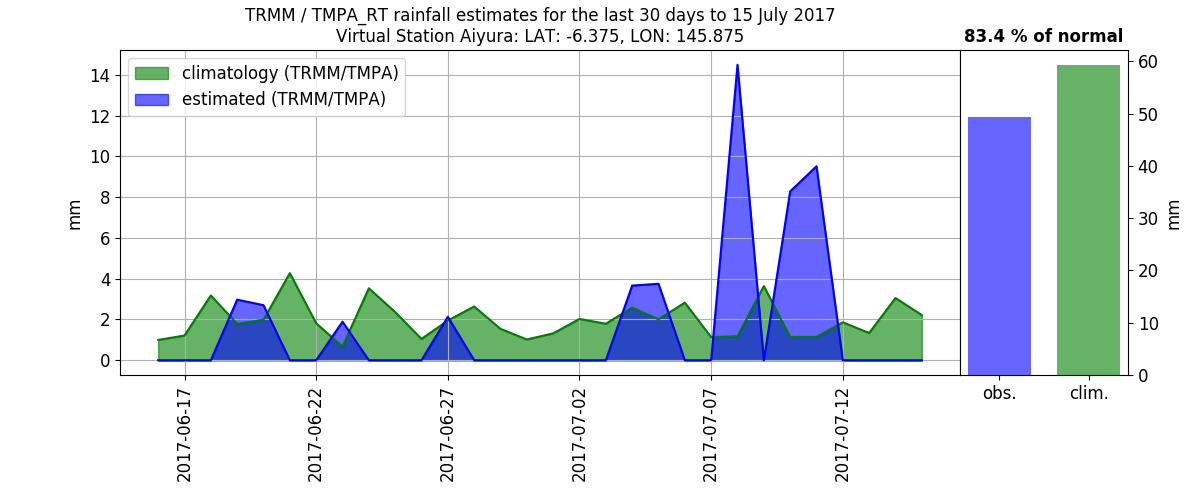 TRMM / TMPA_RT rainfall estimates for the last 30 days to 15 July 2017
Virtual Station Aiyura: LAT: -6.375, LON: 145.875
83.4 % of normal
climatology (TRMM/TMPA)
estimated (TRMM/TMPA)
mm
14
12
10
8
6
4
2
0
2017-06-17
2017-06-22
2017-06-27
2017-07-02
2017-07-07
2017-07-12
60
50
40
30
20
10
0
mm
obs.
clim.